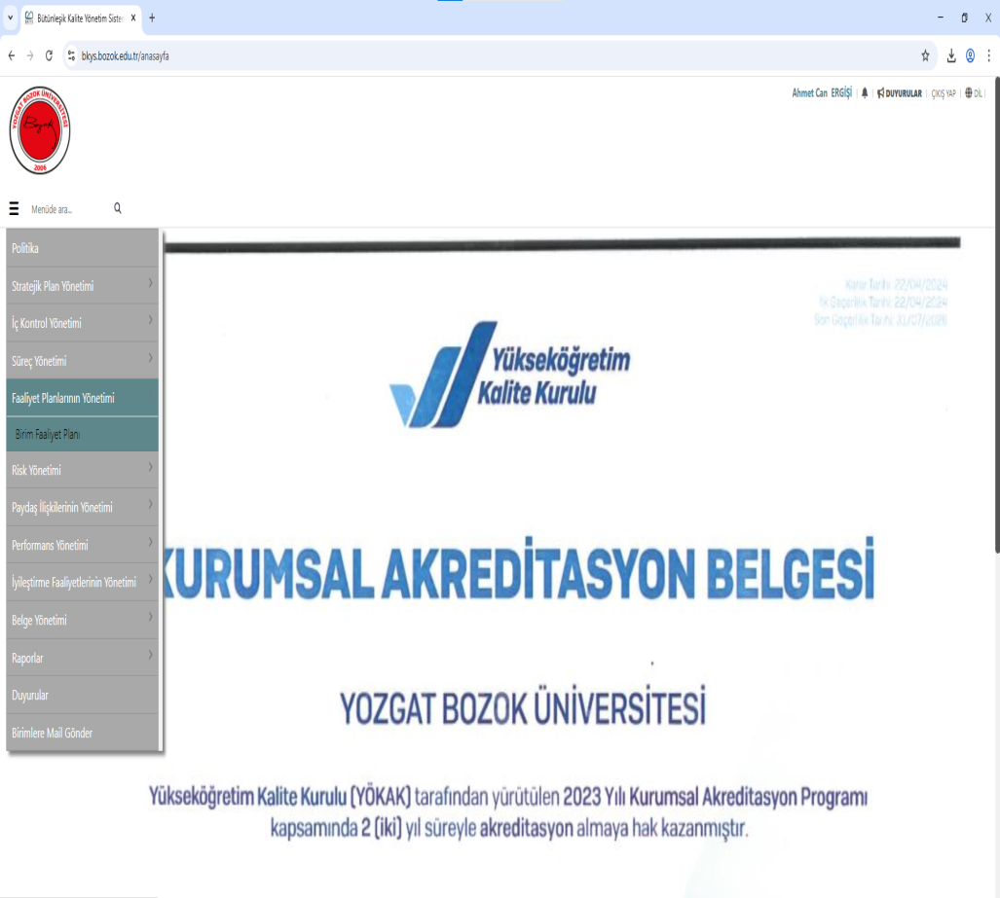 Bütünleşik Kalite Yönetim Siste
bkys.bozok.edu.tr/anasayfa
YOZGAT BOZOK ÜNİVERSİTESİ
Bozok
2006
Ahmet Can ERGİŞİ | DUYURULAR | ÇIKIŞ YAP | DİL |
Menüde ara...
Politika
Stratejik Plan Yönetimi
İç Kontrol Yönetimi
Süreç Yönetimi
Faaliyet Planlarının Yönetimi
Birim Faaliyet Planı
Risk Yönetimi
Paydaş İlişkilerinin Yönetimi
Performans Yönetimi
İyileştirme Faaliyetlerinin Yönetimi
Belge Yönetimi
Raporlar
Duyurular
Birimlere Mail Gönder
Karar Tarihi: 22/04/2024
İlk Geçerlilik Tarihi: 22/04/2024
Son Geçerlilik Tarihi: 31/07/2026
Yükseköğretim
Kalite Kurulu
KURUMSAL AKREDİTASYON BELGESİ
YOZGAT BOZOK ÜNİVERSİTESİ
Yükseköğretim Kalite Kurulu (YÖKAK) tarafından yürütülen 2023 Yılı Kurumsal Akreditasyon Programı
kapsamında 2 (iki) yıl süreyle akreditasyon almaya hak kazanmıştır.